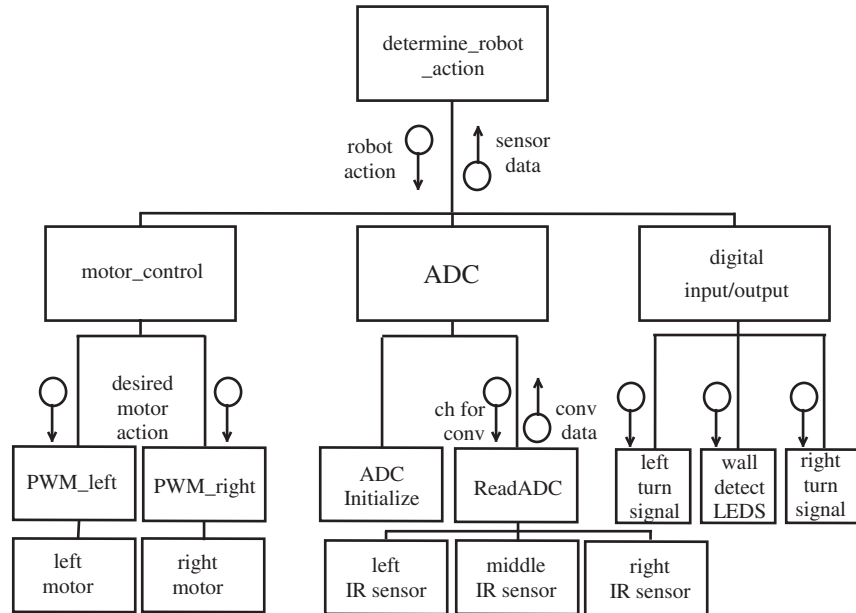 determine_robot
_action
robot
action
sensor
data
motor_control
ADC
digital
input/output
desired
motor
action
ch for
conv
conv
data
PWM_left
PWM_right
ADC
Initialize
ReadADC
left
turn
signal
wall
detect
LEDS
right
turn
signal
left
motor
right
motor
left
IR sensor
middle
IR sensor
right
IR sensor